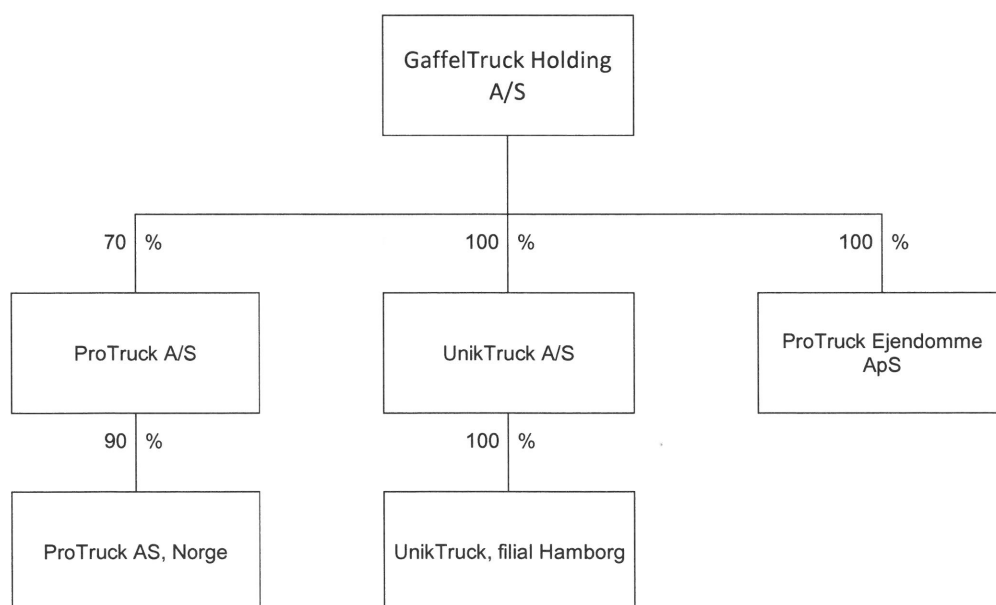 GaffelTruck Holding
A/S
70 %
100 %
100 %
ProTruck A/S
UnikTruck A/S
ProTruck Ejendomme
ApS
90 %
100 %
ProTruck AS, Norge
UnikTruck, filial Hamborg